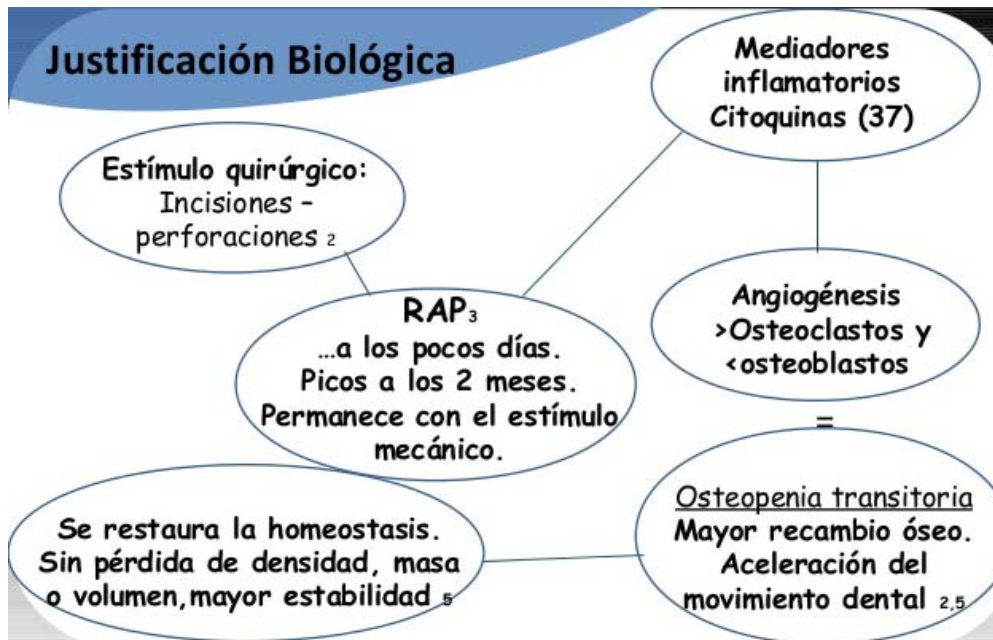 Justificación Biológica
Mediadores
inflamatorios
Citoquinas (37)
Estímulo quirúrgico:
Incisiones –
perforaciones 2
RAP3
...a los pocos días.
Picos a los 2 meses.
Permanece con el estímulo
mecánico.
Angiogénesis
>Osteoclastos y
<osteoblastos
=
Osteopenia transitoria
Mayor recambio óseo.
Aceleración del
movimiento dental 2,5
Se restaura la homeostasis.
Sin pérdida de densidad, masa
o volumen,mayor estabilidad 5